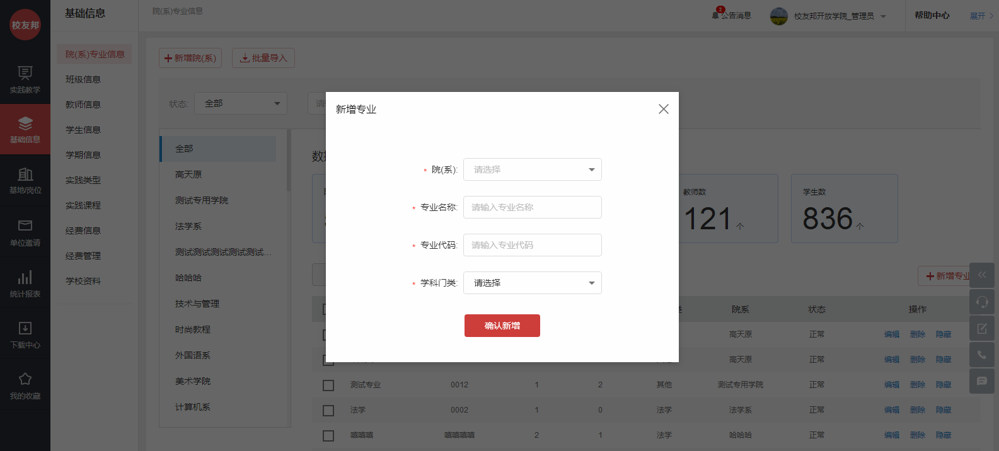 校友邦
基础信息
院(系)专业信息
2
公告消息
校友邦开放学院_管理员
帮助中心
展开
实践教学
基础信息
基地/岗位
单位邀请
统计报表
下载中心
我的收藏
院(系)专业信息
班级信息
教师信息
学生信息
学期信息
实践类型
实践课程
经费信息
经费管理
学校资料
新增院(系)
批量导入
状态:
全部
全部
高天原
测试专用学院
法学系
测试测试测试测试测试...
哈哈哈
技术与管理
时尚教程
外国语系
美术学院
计算机系
新增专业
* 院(系):
请选择
* 专业名称:
请输入专业名称
* 专业代码:
请输入专业代码
* 学科门类:
请选择
确认新增
教师数
121个
学生数
836个
新增专业
院系 状态 操作
高天原 正常 编辑 删除 隐藏
高天原 正常 编辑 删除 隐藏
测试专业 0012 1 2 其他 测试专用学院 正常 编辑 删除 隐藏
法学 0002 1 0 法学 法学系 正常 编辑 删除 隐藏
嘻嘻嘻 嘻嘻嘻嘻 2 1 法学 哈哈哈 正常 编辑 删除 隐藏